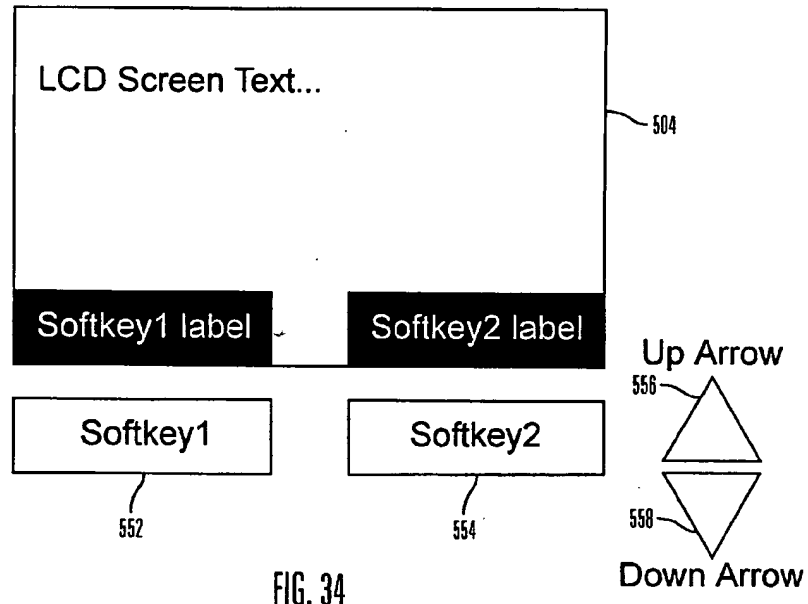 LCD Screen Text...
504
Softkey1 label
Softkey2 label
Up Arrow
556
Softkey1
Softkey2
552
554
558
Down Arrow
FIG. 34